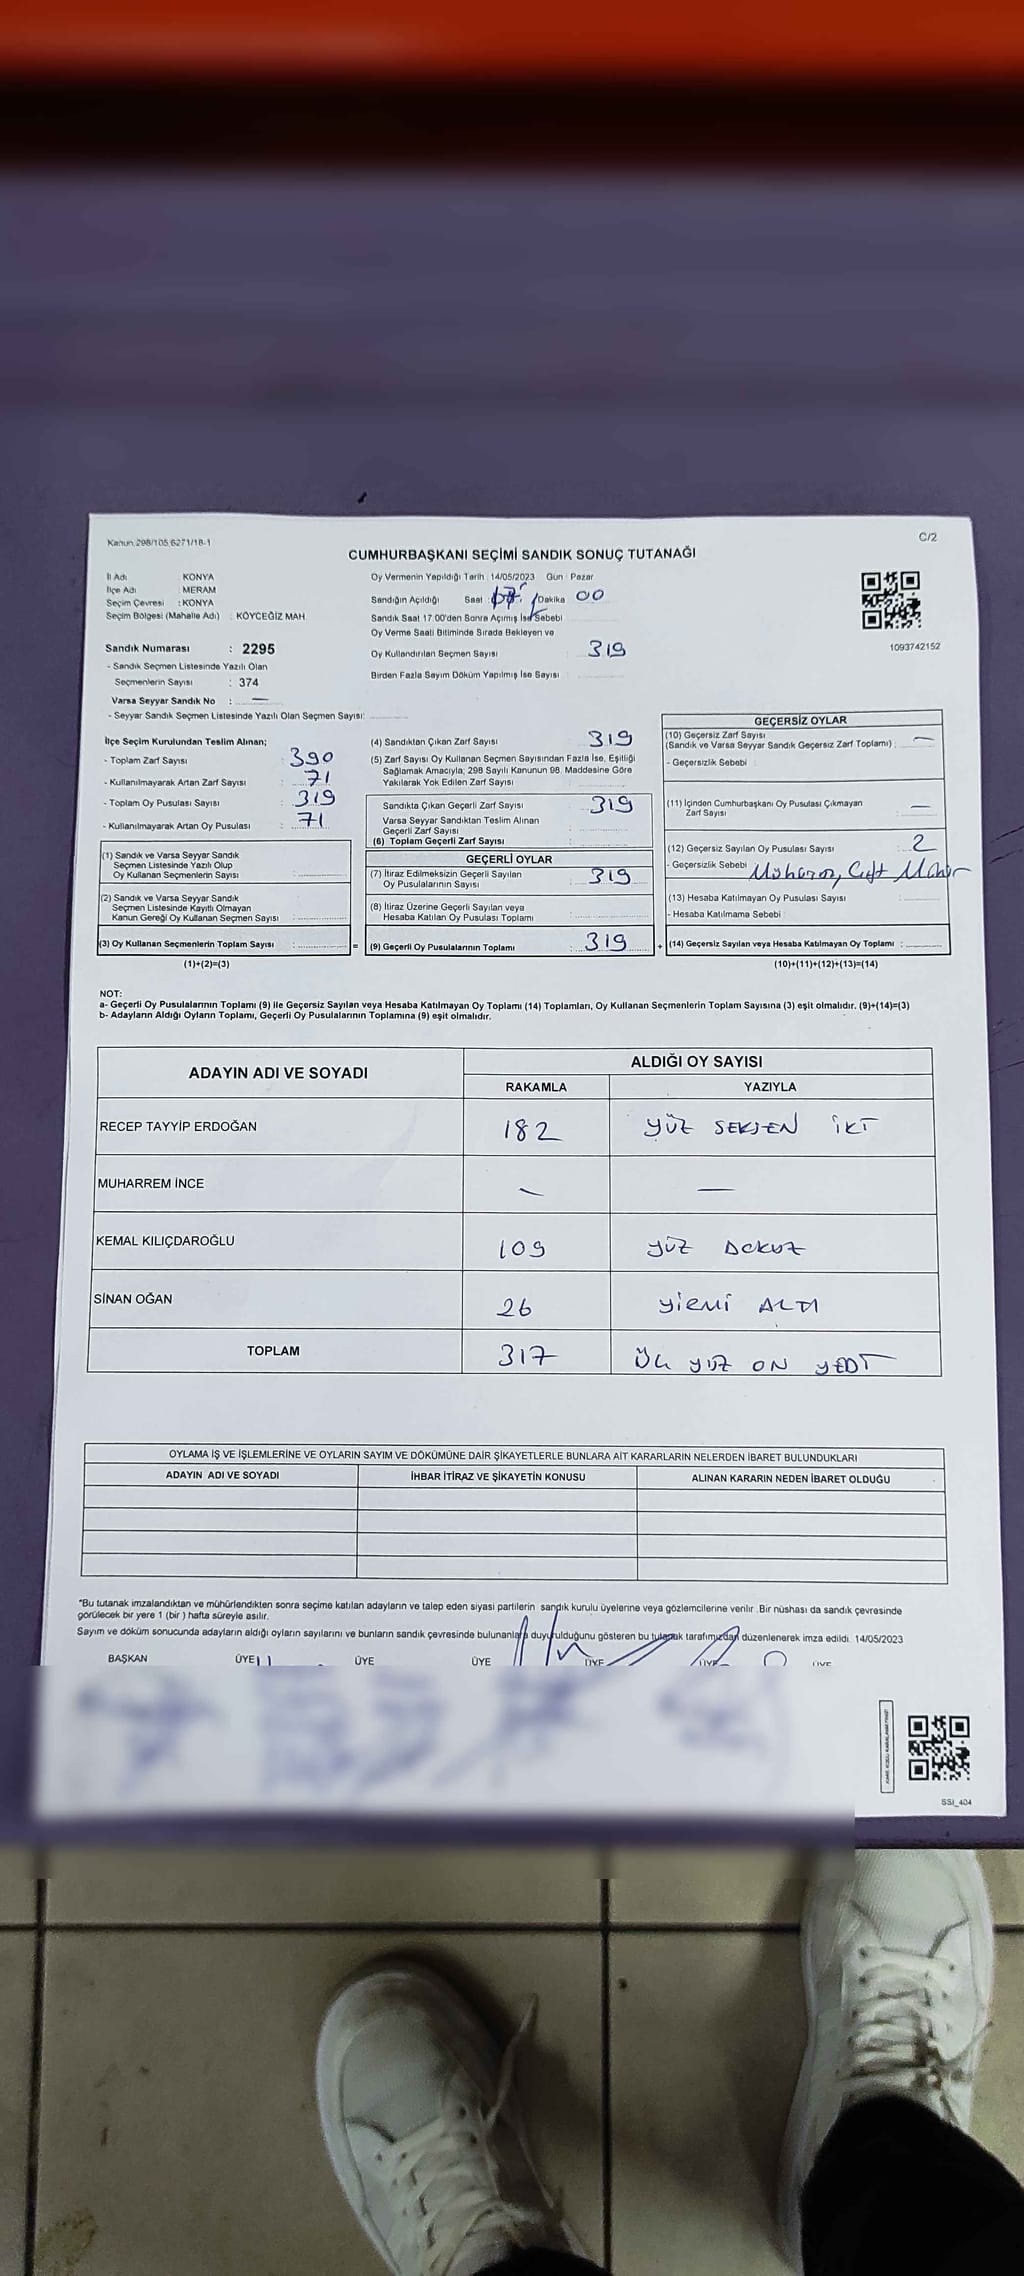 Kanun.298/105.6271/18-1
C/2
CUMHURBAŞKANI SEÇİMİ SANDIK SONUÇ TUTANAĞI
İl Adı : KONYA
İlçe Adı : MERAM
Seçim Çevresi : KONYA
Seçim Bölgesi (Mahalle Adı) : KÖYCEĞİZ MAH.
Oy Vermenin Yapıldığı Tarih : 14/05/2023 Gün : Pazar
Sandığın Açıldığı Saat : Dakika 00
Sandık Saat 17.00'den Sonra Açılmış İse Sebebi
Oy Verme Saati Bitiminde Sırada Bekleyen ve
Oy Kullandırılan Seçmen Sayısı : 319
Birden Fazla Sayım Döküm Yapılmış İse Sayısı
1093742152
Sandık Numarası : 2295
- Sandık Seçmen Listesinde Yazılı Olan
Seçmenlerin Sayısı : 374
Varsa Seyyar Sandık No : —
- Seyyar Sandık Seçmen Listesinde Yazılı Olan Seçmen Sayısı:
İlçe Seçim Kurulundan Teslim Alınan;
- Toplam Zarf Sayısı : 390
- Kullanılmayarak Artan Zarf Sayısı : 71
- Toplam Oy Pusulası Sayısı : 319
- Kullanılmayarak Artan Oy Pusulası : 71
(1) Sandık ve Varsa Seyyar Sandık
Seçmen Listesinde Yazılı Olup
Oy Kullanan Seçmenlerin Sayısı :
(2) Sandık ve Varsa Seyyar Sandık
Seçmen Listesinde Kayıtlı Olmayan
Kanun Gereği Oy Kullanan Seçmen Sayısı :
(3) Oy Kullanan Seçmenlerin Toplam Sayısı : =
(1)+(2)=(3)
(4) Sandıktan Çıkan Zarf Sayısı : 319
(5) Zarf Sayısı Oy Kullanan Seçmen Sayısından Fazla İse, Eşitliği
Sağlamak Amacıyla; 298 Sayılı Kanunun 98. Maddesine Göre
Yakılarak Yok Edilen Zarf Sayısı :
Sandıkta Çıkan Geçerli Zarf Sayısı : 319
Varsa Seyyar Sandıktan Teslim Alınan
Geçerli Zarf Sayısı :
(6) Toplam Geçerli Zarf Sayısı :
GEÇERLİ OYLAR
(7) İtiraz Edilmeksizin Geçerli Sayılan
Oy Pusulalarının Sayısı : 319
(8) İtiraz Üzerine Geçerli Sayılan veya
Hesaba Katılan Oy Pusulası Toplamı :
(9) Geçerli Oy Pusulalarının Toplamı : 319 +
GEÇERSİZ OYLAR
(10) Geçersiz Zarf Sayısı
(Sandık ve Varsa Seyyar Sandık Geçersiz Zarf Toplamı) : —
- Geçersizlik Sebebi :
(11) İçinden Cumhurbaşkanı Oy Pusulası Çıkmayan
Zarf Sayısı : —
(12) Geçersiz Sayılan Oy Pusulası Sayısı : 2
- Geçersizlik Sebebi :
(13) Hesaba Katılmayan Oy Pusulası Sayısı :
- Hesaba Katılmama Sebebi :
(14) Geçersiz Sayılan veya Hesaba Katılmayan Oy Toplamı :
(10)+(11)+(12)+(13)=(14)
NOT:
a- Geçerli Oy Pusulalarının Toplamı (9) ile Geçersiz Sayılan veya Hesaba Katılmayan Oy Toplamı (14) Toplamları, Oy Kullanan Seçmenlerin Toplam Sayısına (3) eşit olmalıdır. (9)+(14)=(3)
b- Adayların Aldığı Oyların Toplamı, Geçerli Oy Pusulalarının Toplamına (9) eşit olmalıdır.
ADAYIN ADI VE SOYADI
ALDIĞI OY SAYISI
RAKAMLA YAZIYLA
RECEP TAYYİP ERDOĞAN 182 YÜZ SEKSEN İKİ
MUHARREM İNCE — —
KEMAL KILIÇDAROĞLU 109 YÜZ DOKUZ
SİNAN OĞAN 26 YİRMİ ALTI
TOPLAM 317 ÜÇ YÜZ ON YEDİ
OYLAMA İŞ VE İŞLEMLERİNE VE OYLARIN SAYIM VE DÖKÜMÜNE DAİR ŞİKAYETLERLE BUNLARA AİT KARARLARIN NELERDEN İBARET BULUNDUKLARI
ADAYIN ADI VE SOYADI İHBAR İTİRAZ VE ŞİKAYETİN KONUSU ALINAN KARARIN NEDEN İBARET OLDUĞU
*Bu tutanak imzalandıktan ve mühürlendikten sonra seçime katılan adayların ve talep eden siyasi partilerin sandık kurulu üyelerine veya gözlemcilerine verilir. Bir nüshası da sandık çevresinde
görülecek bir yere 1 (bir) hafta süreyle asılır.
Sayım ve döküm sonucunda adayların aldığı oyların sayılarını ve bunların sandık çevresinde bulunanlara duyurulduğunu gösteren bu tutanak tarafımızdan düzenlenerek imza edildi. 14/05/2023
BAŞKAN ÜYE ÜYE ÜYE ÜYE ÜYE ÜYE
SSI_404